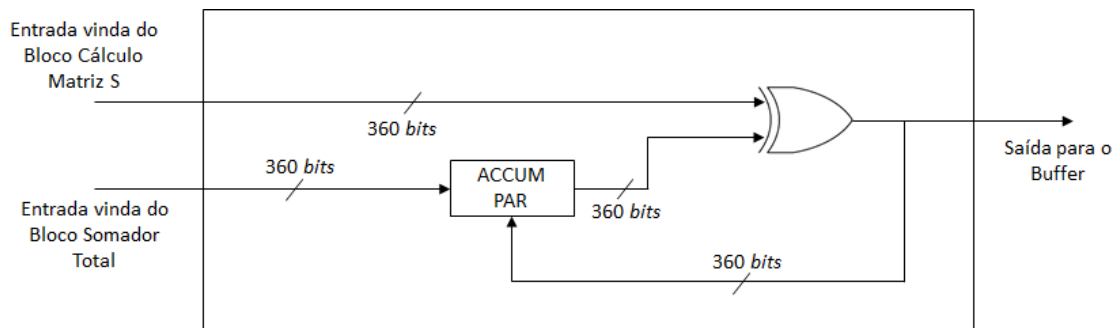 Entrada vinda do
Bloco Cálculo
Matriz S
360 bits
360 bits
ACCUM
PAR
360 bits
Saída para o
Buffer
Entrada vinda do
Bloco Somador
Total
360 bits